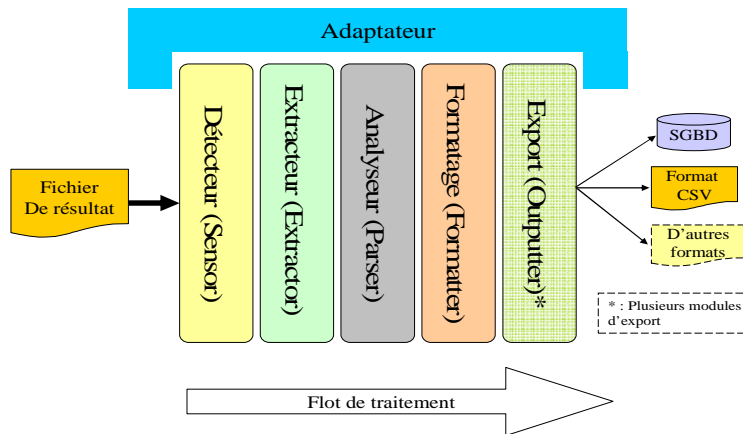 Adaptateur
Fichier
De résultat
Détecteur (Sensor)
Extracteur (Extractor)
Analyseur (Parser)
Formatage (Formatter)
Export (Outputter)*
SGBD
Format
CSV
D'autres
formats
* : Plusieurs modules
d'export
Flot de traitement